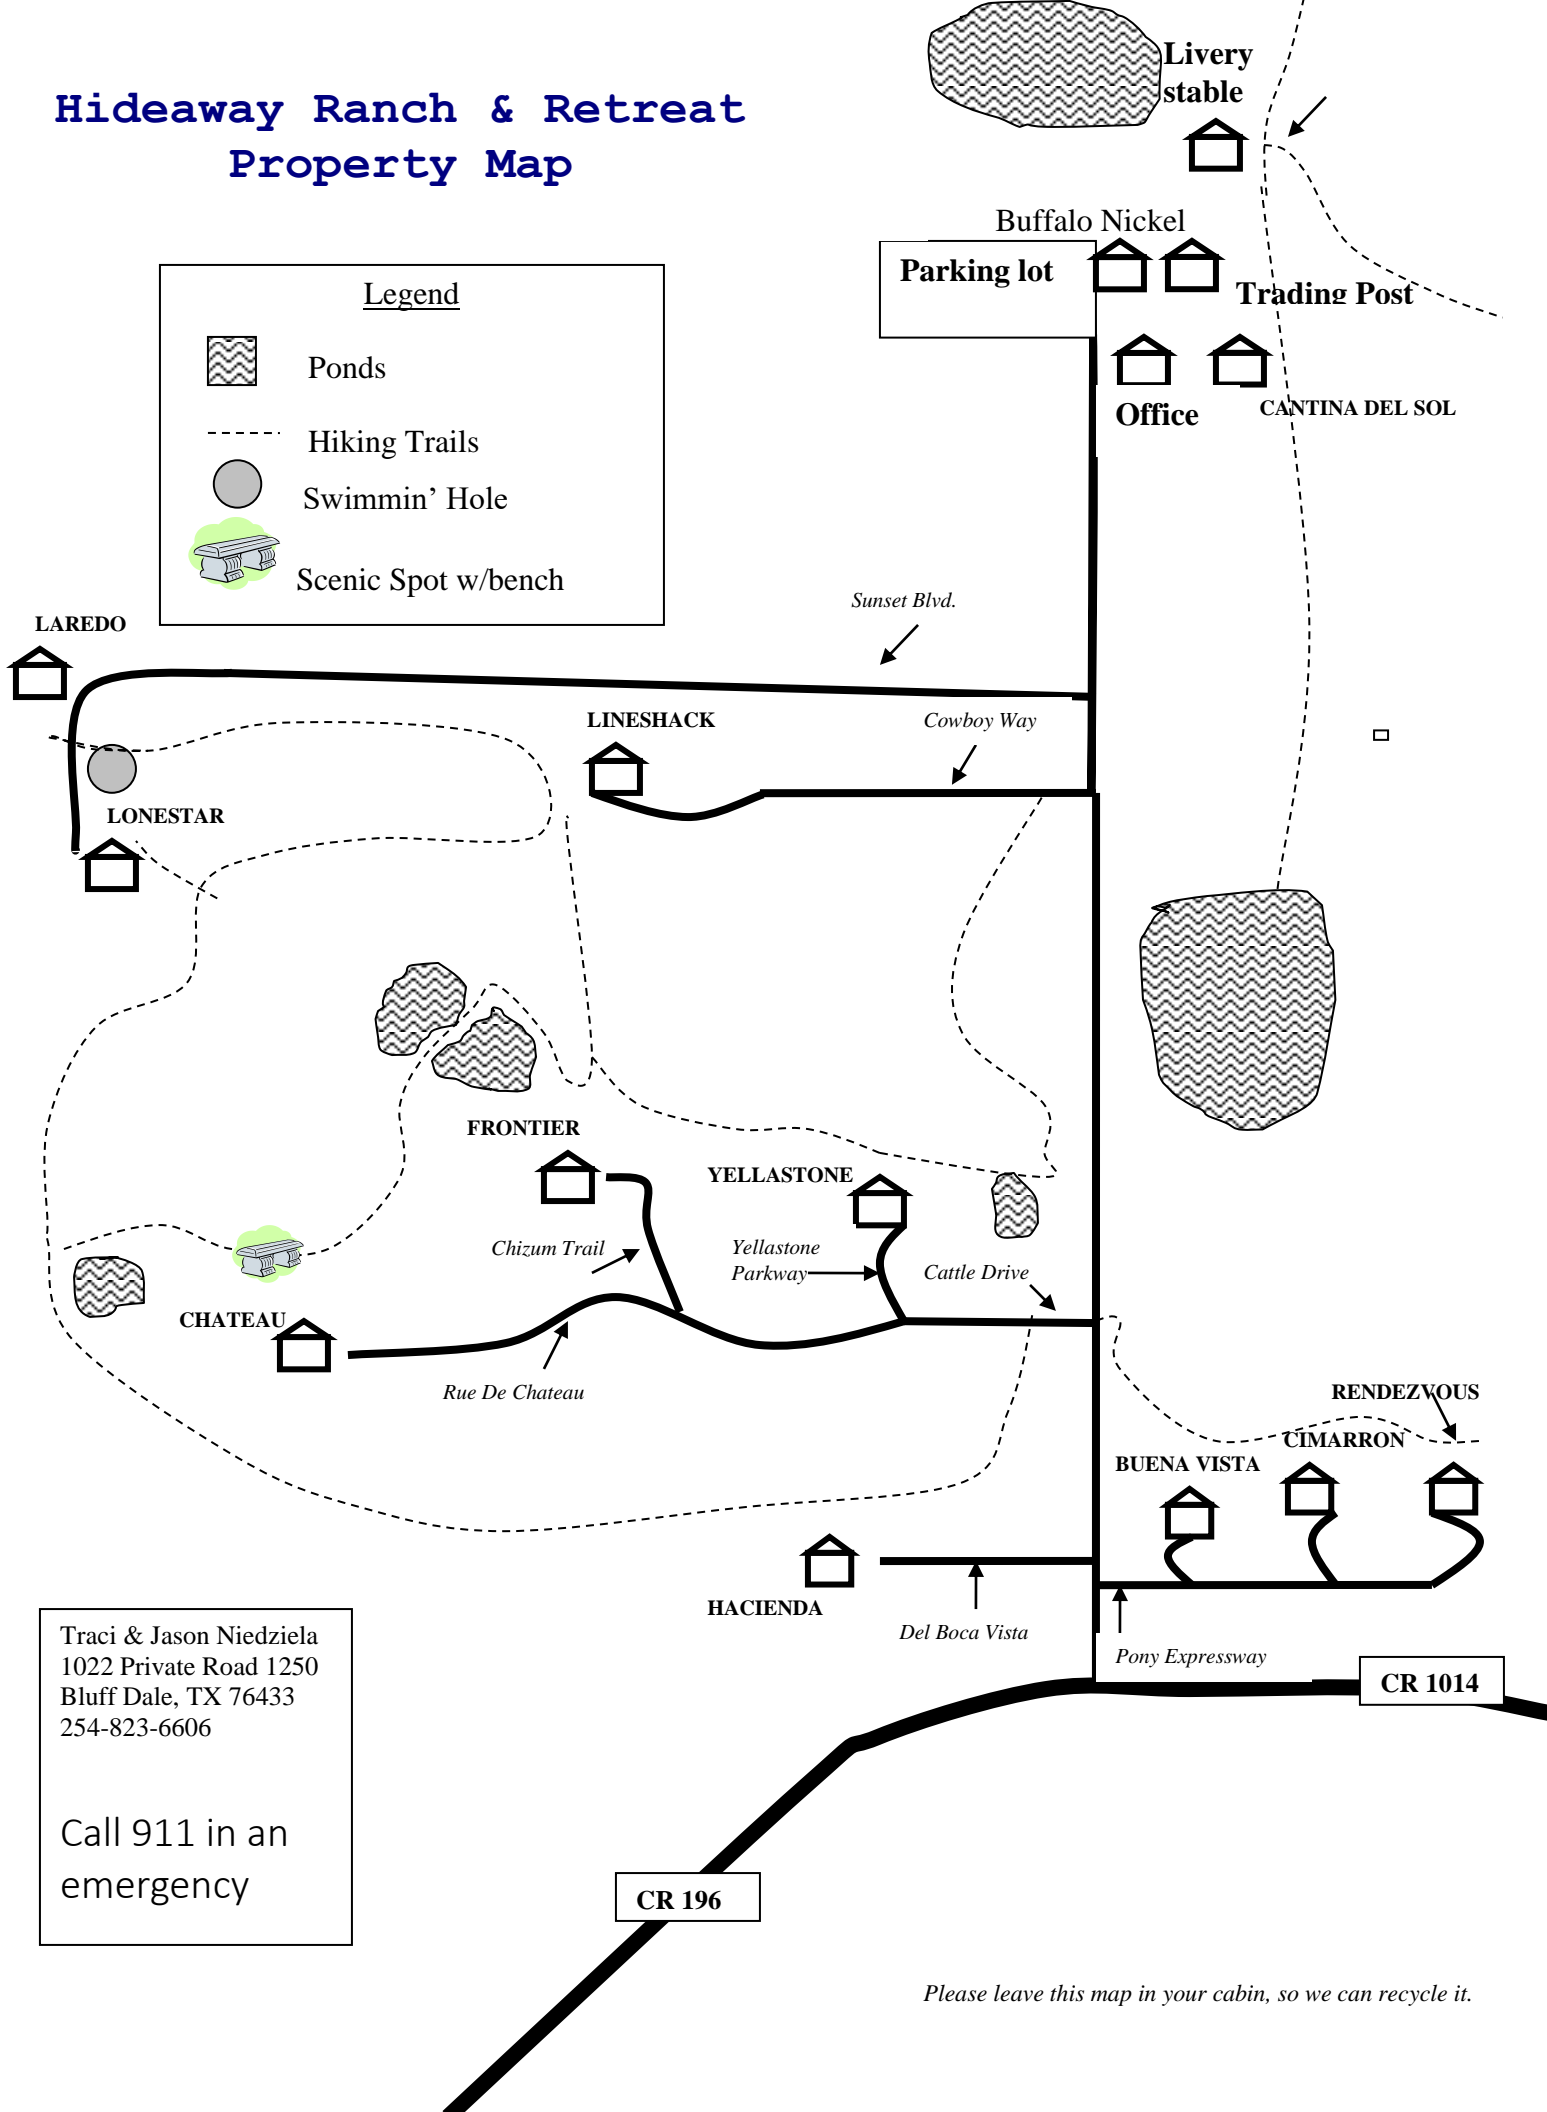 Hideaway Ranch & Retreat
Property Map
Livery
stable
Buffalo Nickel
Parking lot
Trading Post
Office
CANTINA DEL SOL
Legend
Ponds
Hiking Trails
Swimmin’ Hole
Scenic Spot w/bench
Sunset Blvd.
LAREDO
LINESHACK
Cowboy Way
LONESTAR
FRONTIER
YELLASTONE
Chizum Trail
Yellastone
Parkway
Cattle Drive
CHATEAU
Rue De Chateau
RENDEZVOUS
CIMARRON
BUENA VISTA
HACIENDA
Del Boca Vista
Pony Expressway
CR 1014
Traci & Jason Niedziela
1022 Private Road 1250
Bluff Dale, TX 76433
254-823-6606
Call 911 in an
emergency
CR 196
Please leave this map in your cabin, so we can recycle it.